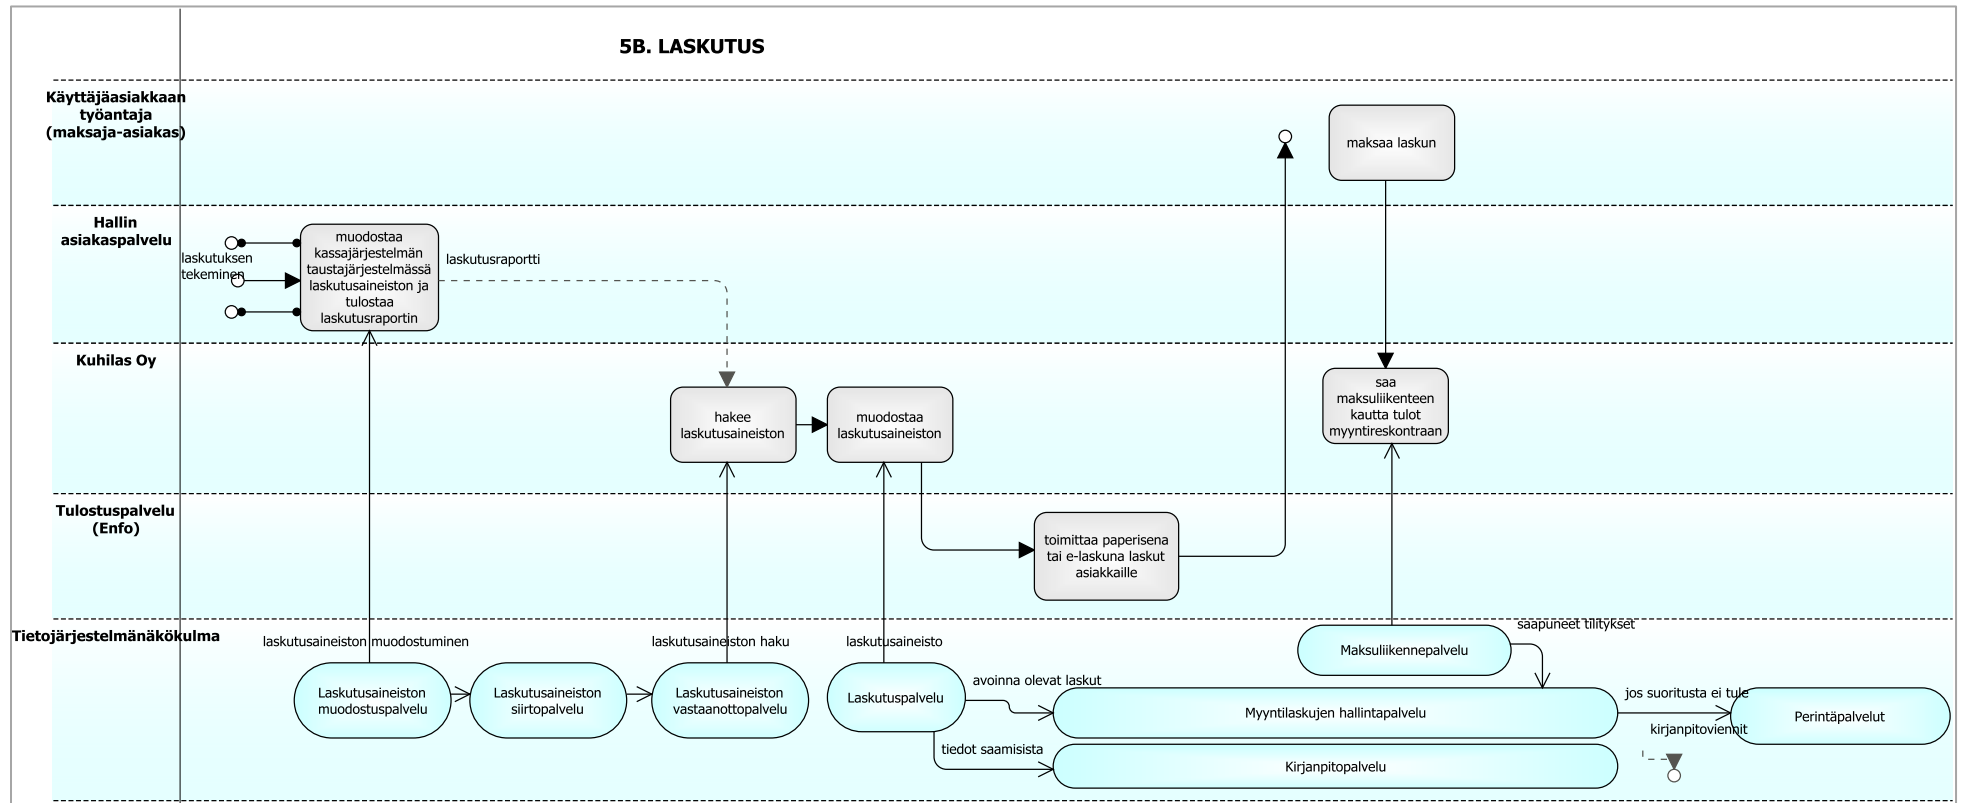 5B. LASKUTUS
Käyttäjäasiakkaan
työantaja
(maksaja-asiakas)
maksaa laskun
Hallin
asiakaspalvelu
laskutuksen
tekeminen
muodostaa
kassajärjestelmän
taustajärjestelmässä
laskutusaineiston ja
tulostaa
laskutusraportin
laskutusraportti
Kuhilas Oy
hakee
laskutusaineiston
muodostaa
laskutusaineiston
saa
maksuliikenteen
kautta tulot
myyntireskontraan
Tulostuspalvelu
(Enfo)
toimittaa paperisena
tai e-laskuna laskut
asiakkaille
Tietojärjestelmänäkökulma
laskutusaineiston muodostuminen
laskutusaineiston haku
laskutusaineisto
saapuneet tilitykset
Laskutusaineiston
muodostuspalvelu
Laskutusaineiston
siirtopalvelu
Laskutusaineiston
vastaanottopalvelu
Laskutuspalvelu
avoinna olevat laskut
Maksuliikennepalvelu
Myyntilaskujen hallintapalvelu
jos suoritusta ei tule
Perintäpalvelut
kirjanpitoviennit
tiedot saamisista
Kirjanpitopalvelu